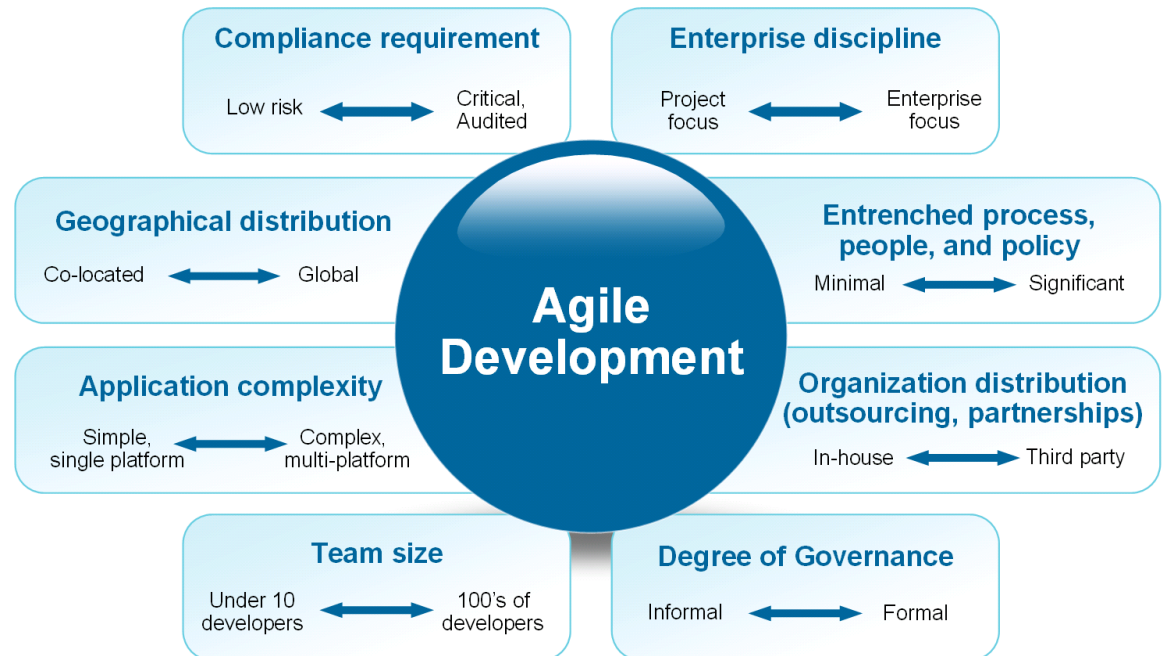 Compliance requirement
Low risk
Critical,
Audited
Enterprise discipline
Project
focus
Enterprise
focus
Geographical distribution
Co-located
Global
Entrenched process,
people, and policy
Minimal
Significant
Agile
Development
Application complexity
Simple,
single platform
Complex,
multi-platform
Organization distribution
(outsourcing, partnerships)
In-house
Third party
Team size
Under 10
developers
100's of
developers
Degree of Governance
Informal
Formal